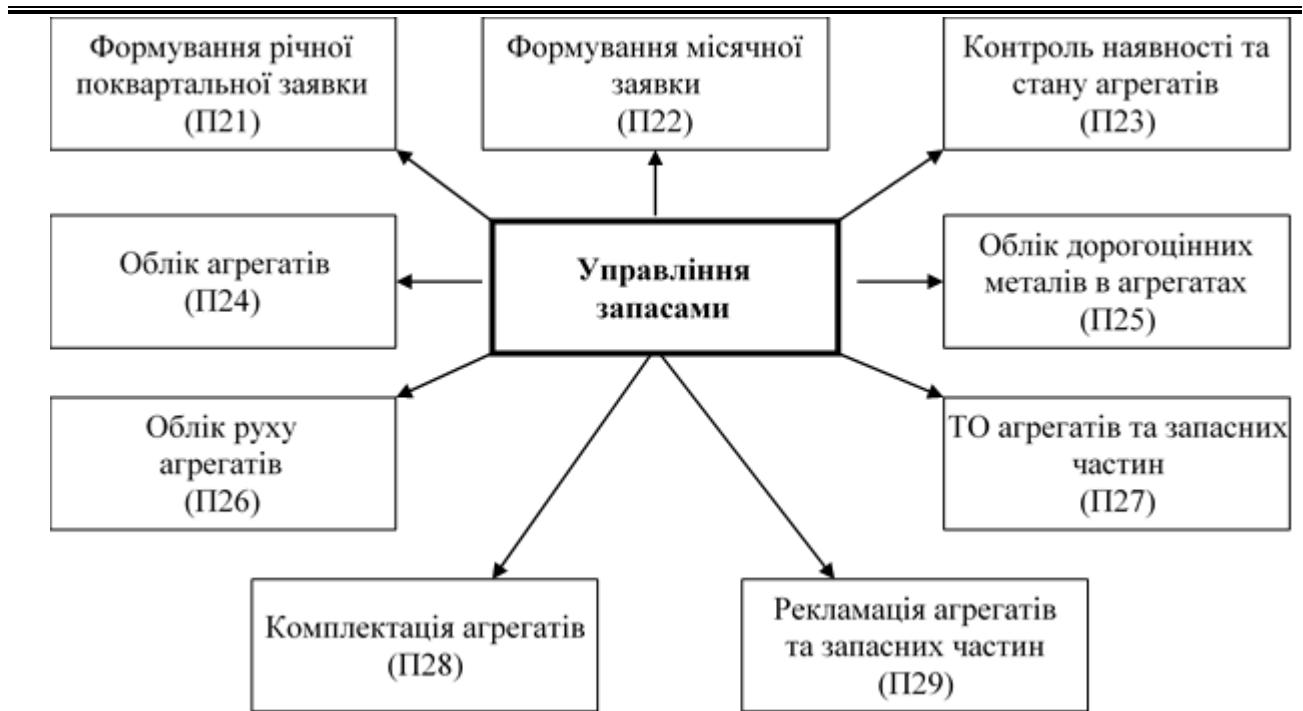 Формування річної
поквартальної заявки
(П21)
Формування місячної
заявки
(П22)
Контроль наявності та
стану агрегатів
(П23)
Облік агрегатів
(П24)
Управління
запасами
Облік дорогоцінних
металів в агрегатах
(П25)
Облік руху
агрегатів
(П26)
ТО агрегатів та запасних
частин
(П27)
Комплектація агрегатів
(П28)
Рекламація агрегатів
та запасних частин
(П29)